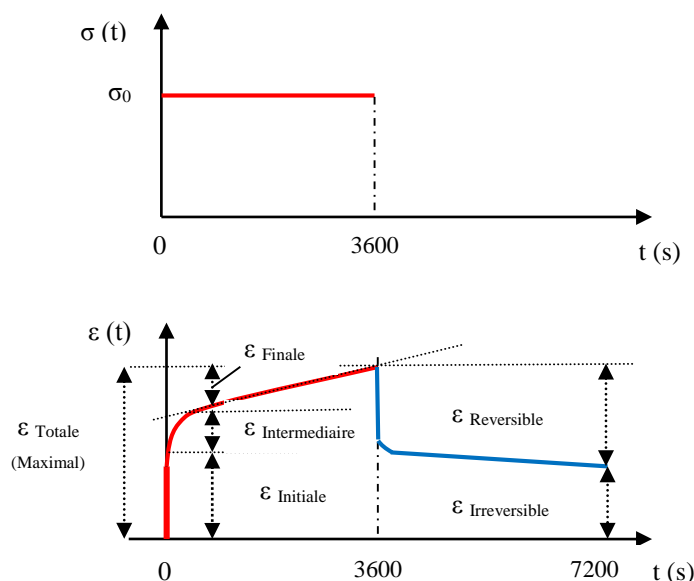 σ (t)
σ0
0
3600
t (s)
ε (t)
ε Finale
ε Totale
(Maximal)
ε Intermediaire
ε Reversible
ε Initiale
ε Irreversible
0
3600
7200
t (s)